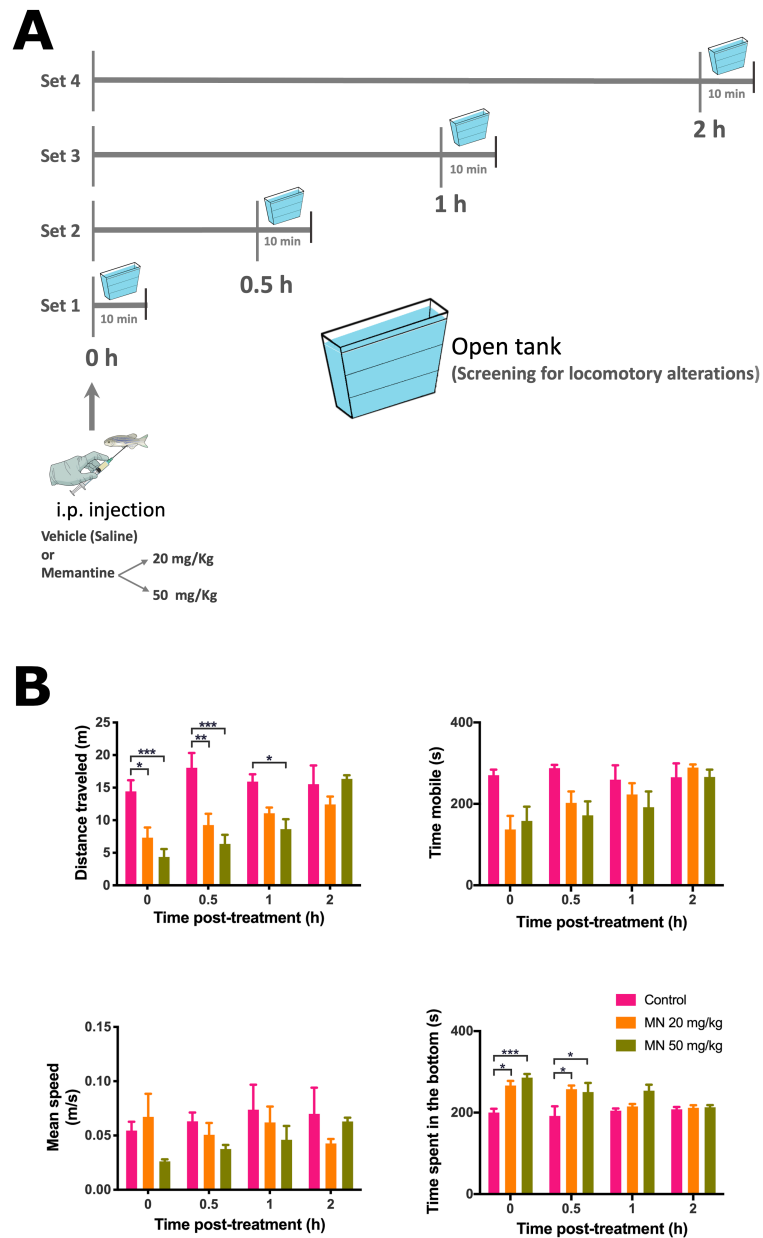 A
Set 4
10 min
2 h
Set 3
10 min
1 h
Set 2
10 min
0.5 h
Set 1
10 min
0 h
Open tank
(Screening for locomotory alterations)
i.p. injection
Vehicle (Saline)
or
Memantine
20 mg/Kg
50 mg/Kg
B
Distance traveled (m)
25
20
15
10
5
0
***
*
***
**
*
0 0.5 1 2
Time post-treatment (h)
Time mobile (s)
400
200
0
0 0.5 1 2
Time post-treatment (h)
Mean speed
(m/s)
0.15
0.10
0.05
0.00
0 0.5 1 2
Time post-treatment (h)
Time spent in the bottom (s)
400
200
0
Control
MN 20 mg/kg
MN 50 mg/kg
***
*
*
*
0 0.5 1 2
Time post-treatment (h)